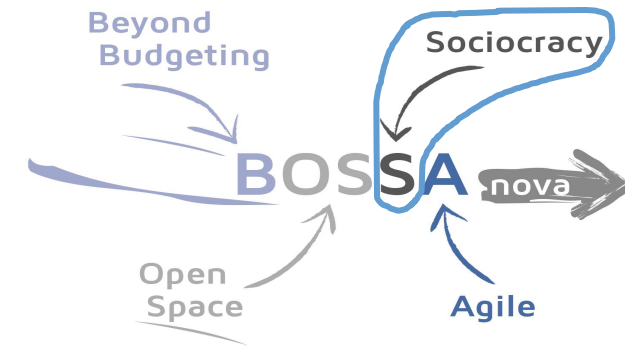 Beyond
Budgeting
Sociocracy
BOSSA nova
Open
Space
Agile